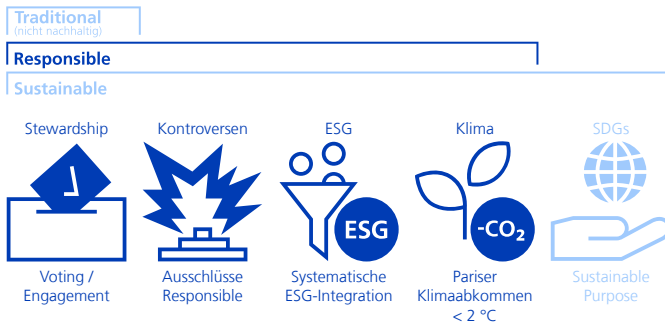 Traditional
(nicht nachhaltig)
Responsible
Sustainable
Stewardship
Kontroversen
ESG
Klima
SDGs
ESG
-CO₂
Voting /
Engagement
Ausschlüsse
Responsible
Systematische
ESG-Integration
Pariser
Klimaabkommen
< 2 °C
Sustainable
Purpose